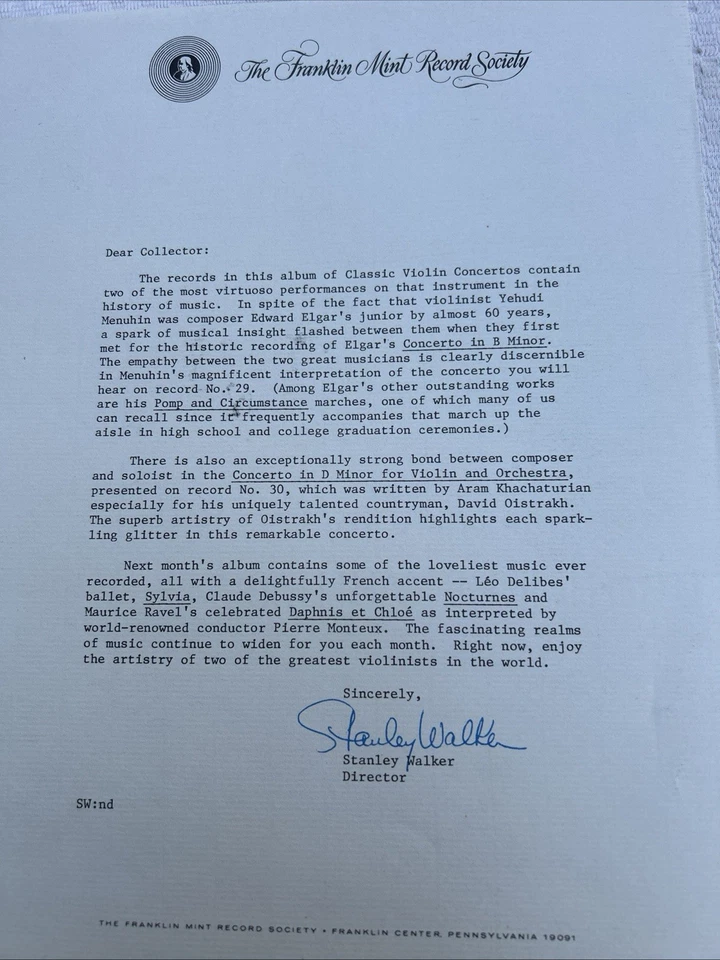 The Franklin Mint Record Society
Dear Collector:
The records in this album of Classic Violin Concertos contain
two of the most virtuoso performances on that instrument in the
history of music. In spite of the fact that violinist Yehudi
Menuhin was composer Edward Elgar's junior by almost 60 years,
a spark of musical insight flashed between them when they first
met for the historic recording of Elgar's Concerto in B Minor.
The empathy between the two great musicians is clearly discernible
in Menuhin's magnificent interpretation of the concerto you will
hear on record No. 29. (Among Elgar's other outstanding works
are his Pomp and Circumstance marches, one of which many of us
can recall since it frequently accompanies that march up the
aisle in high school and college graduation ceremonies.)
There is also an exceptionally strong bond between composer
and soloist in the Concerto in D Minor for Violin and Orchestra,
presented on record No. 30, which was written by Aram Khachaturian
especially for his uniquely talented countryman, David Oistrakh.
The superb artistry of Oistrakh's rendition highlights each spark-
ling glitter in this remarkable concerto.
Next month's album contains some of the loveliest music ever
recorded, all with a delightfully French accent -- Léo Delibes'
ballet, Sylvia, Claude Debussy's unforgettable Nocturnes and
Maurice Ravel's celebrated Daphnis et Chloé as interpreted by
world-renowned conductor Pierre Monteux. The fascinating realms
of music continue to widen for you each month. Right now, enjoy
the artistry of two of the greatest violinists in the world.
Sincerely,
Stanley Walker
Stanley Walker
Director
SW:nd
THE FRANKLIN MINT RECORD SOCIETY • FRANKLIN CENTER, PENNSYLVANIA 19091